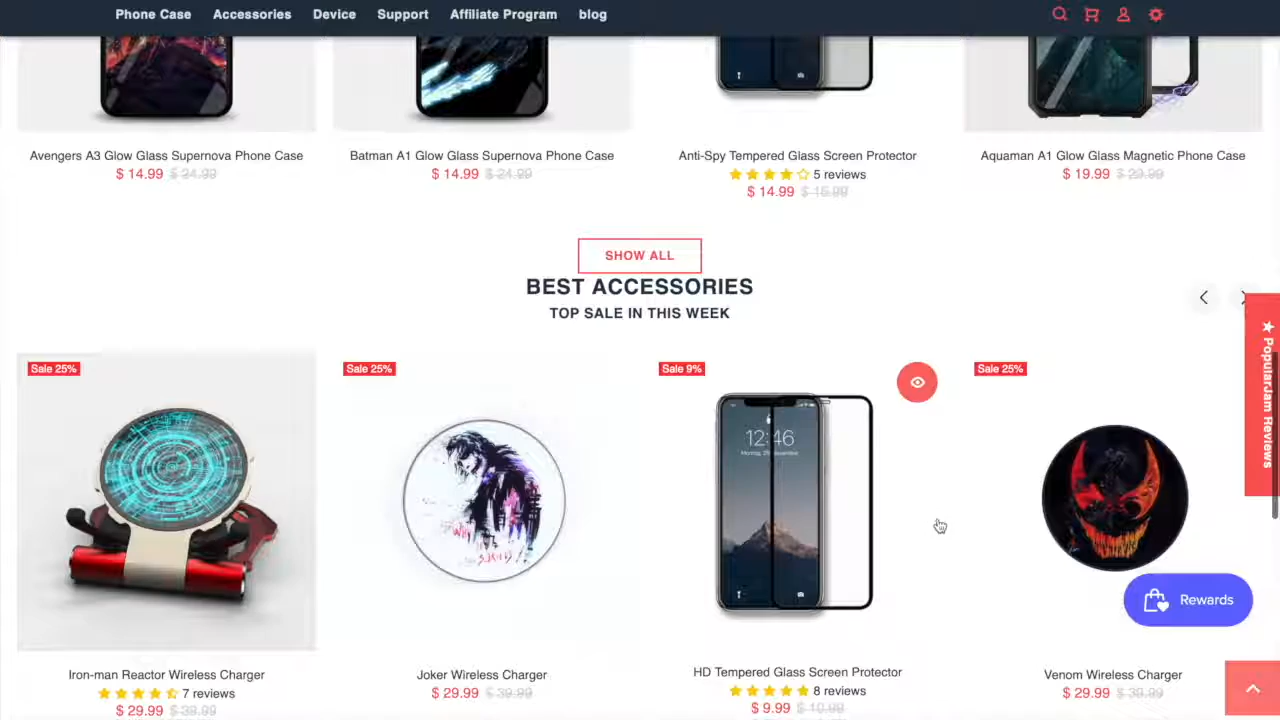 Phone Case Accessories Device Support Affiliate Program blog
Avengers A3 Glow Glass Supernova Phone Case
$ 14.99 $ 24.99
Batman A1 Glow Glass Supernova Phone Case
$ 14.99 $ 24.99
Anti-Spy Tempered Glass Screen Protector
5 reviews
$ 14.99 $ 15.99
Aquaman A1 Glow Glass Magnetic Phone Case
$ 19.99 $ 29.99
SHOW ALL
BEST ACCESSORIES
TOP SALE IN THIS WEEK
★ PopularJam Reviews
Sale 25%
Iron-man Reactor Wireless Charger
7 reviews
$ 29.99 $ 39.99
Sale 25%
Joker Wireless Charger
$ 29.99 $ 39.99
Sale 9%
12:46
HD Tempered Glass Screen Protector
8 reviews
$ 9.99 $ 10.99
Sale 25%
Venom Wireless Charger
$ 29.99 $ 39.99
Rewards